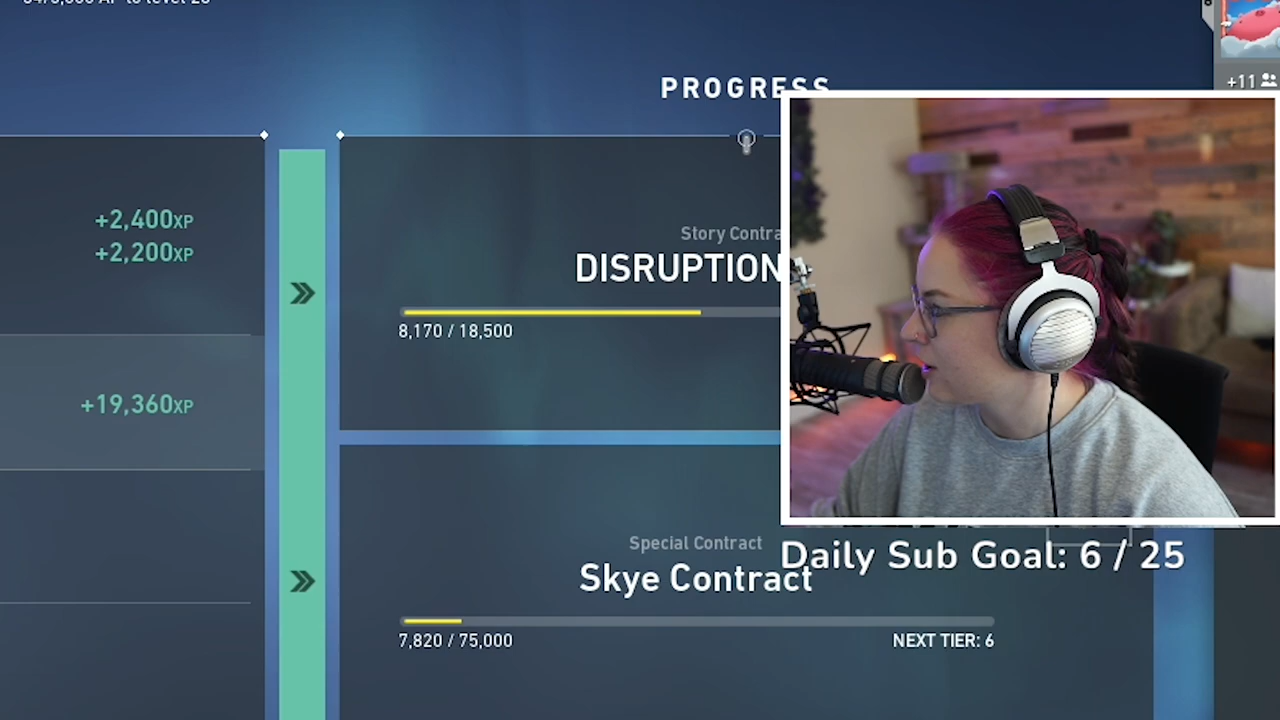 PROGRESS
+11
+2,400XP
+2,200XP
+19,360XP
Story Contra
DISRUPTION
8,170 / 18,500
Special Contract
Skye Contract
7,820 / 75,000
NEXT TIER: 6
Daily Sub Goal: 6 / 25